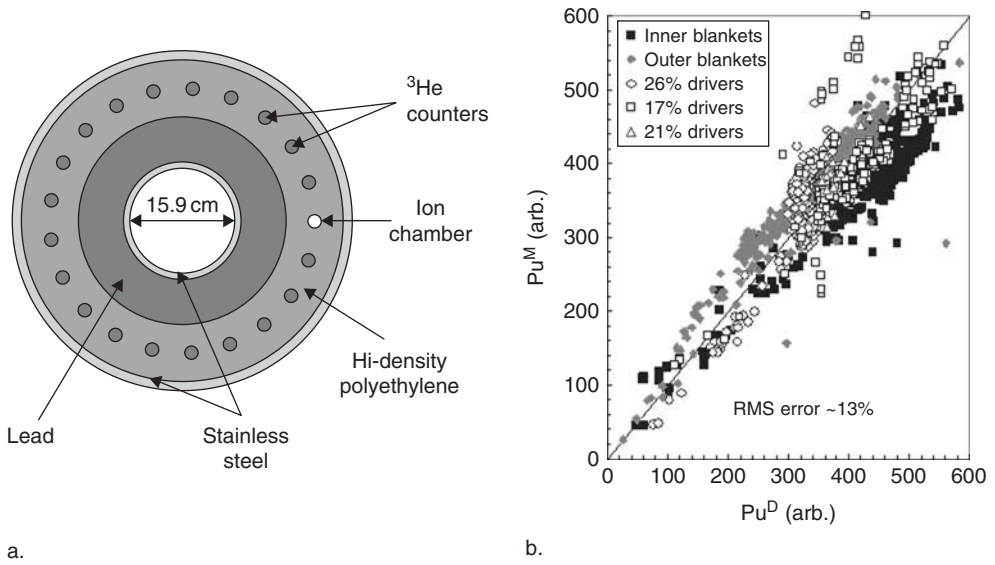 ³He
counters
15.9 cm
Ion
chamber
Hi-density
polyethylene
Lead
Stainless
steel
a.
600
500
400
300
200
100
0
Puᴹ (arb.)
Inner blankets
Outer blankets
26% drivers
17% drivers
21% drivers
RMS error ~13%
0
100
200
300
400
500
600
Puᴰ (arb.)
b.